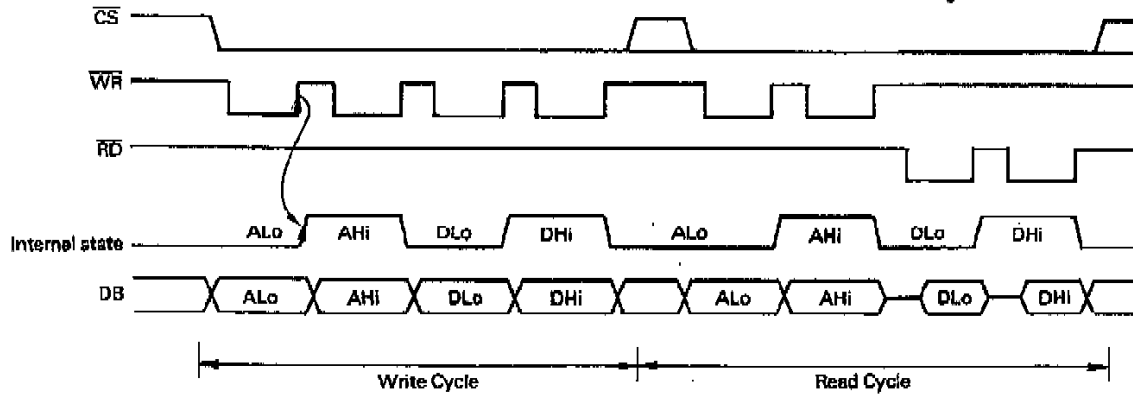 CS
WR
RD
Internal state ALo AHi DLo DHi ALo AHi DLo DHi
DB ALo AHi DLo DHi ALo AHi DLo DHi
Write Cycle Read Cycle